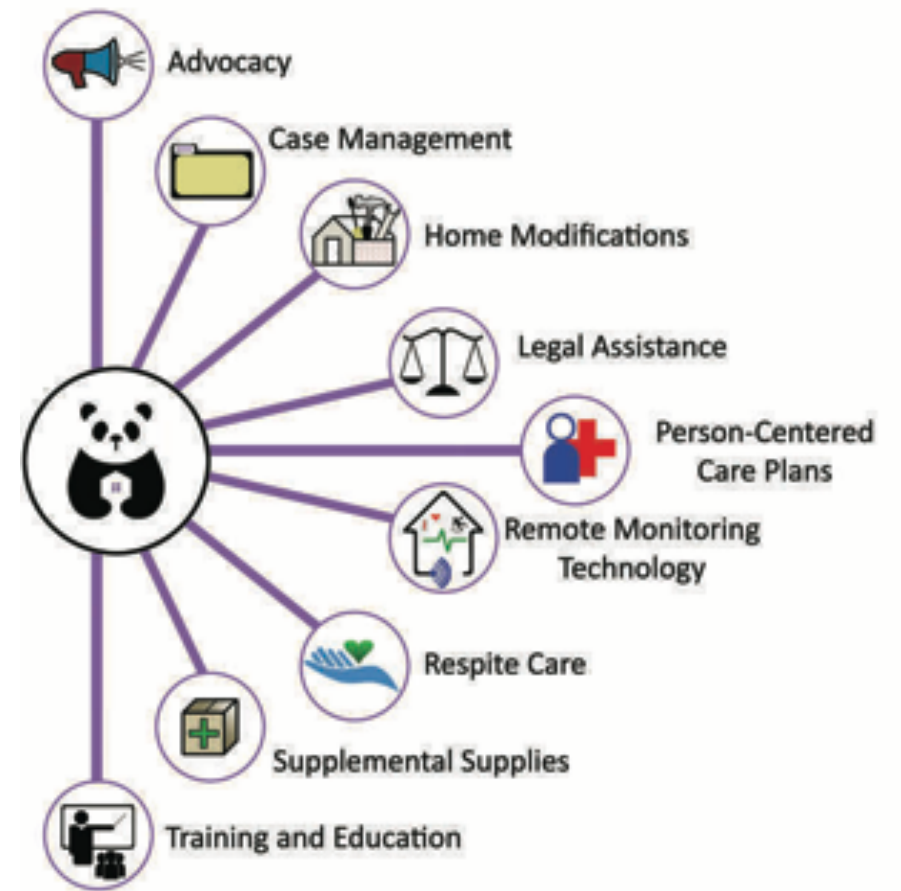 Advocacy
Case Management
Home Modifications
Legal Assistance
Person-Centered
Care Plans
Remote Monitoring
Technology
Respite Care
Supplemental Supplies
Training and Education